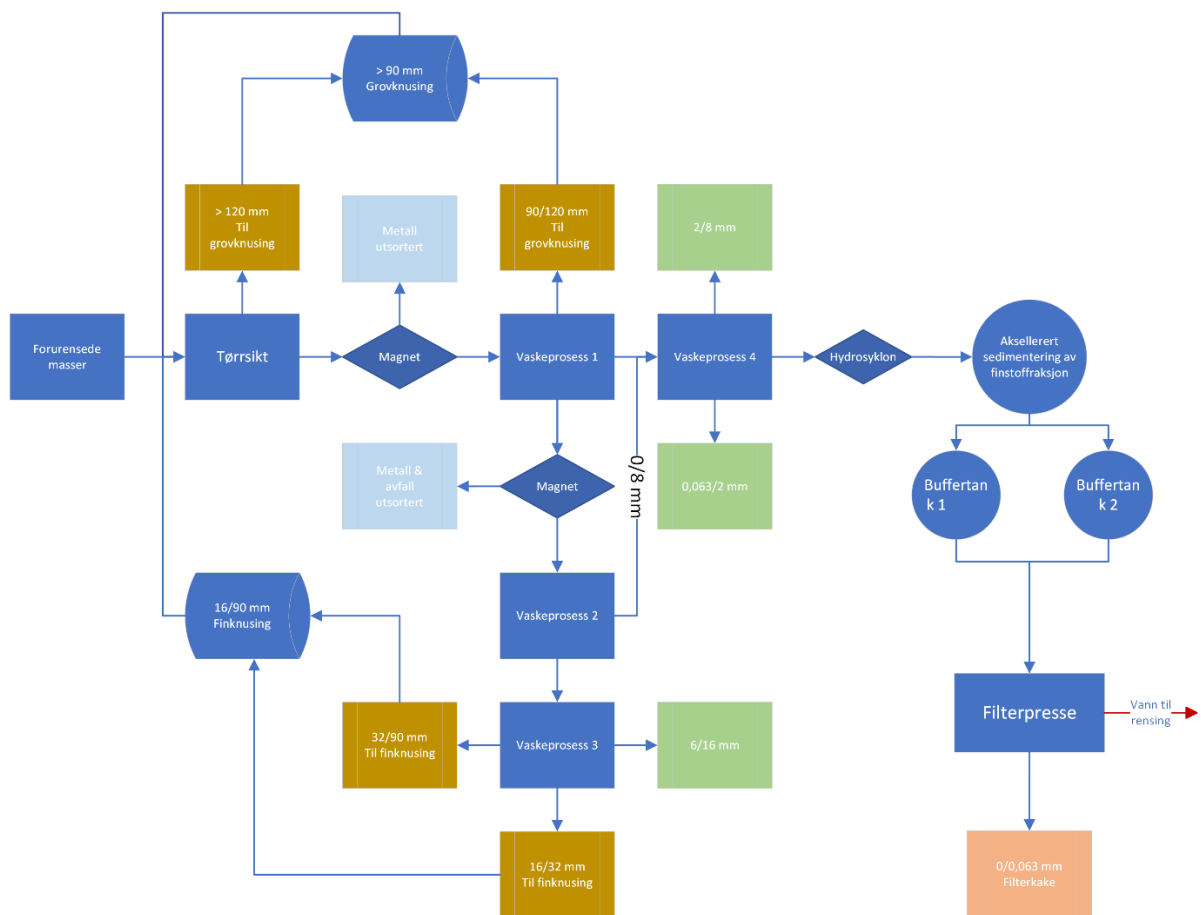 > 90 mm
Grovknusing
> 120 mm
Til
grovknusing
Metall
utsortert
90/120 mm
Til
grovknusing
2/8 mm
Forurensede
masser
Tørrsikt
Magnet
Vaskeprosess 1
Vaskeprosess 4
Hydrosyklon
Aksellerert
sedimentering av
finstoffraksjon
Metall &
avfall
utsortert
Magnet
0/8 mm
0,063/2 mm
Buffertan
k 1
Buffertan
k 2
16/90 mm
Finknusing
Vaskeprosess 2
32/90 mm
Til finknusing
Vaskeprosess 3
6/16 mm
Filterpresse
Vann til
rensing
16/32 mm
Til finknusing
0/0,063 mm
Filterkake